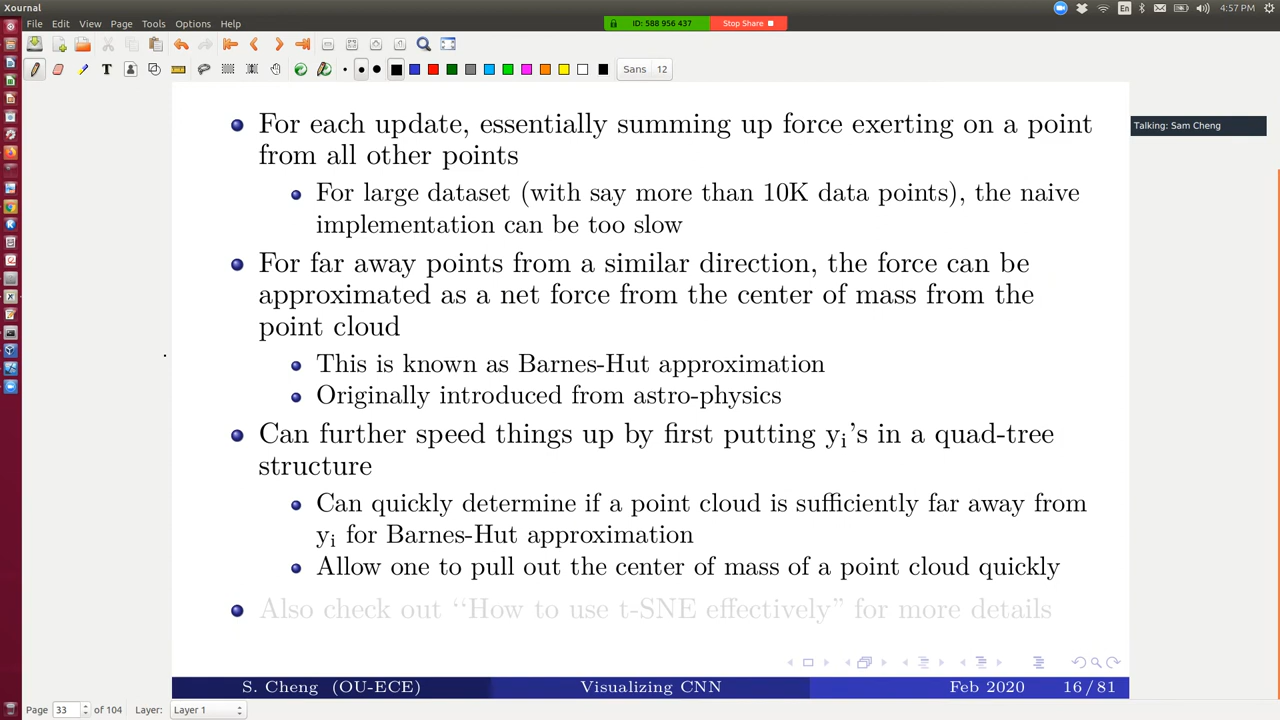 Xournal
En
4:57 PM
File Edit View Page Tools Options Help
ID: 588 956 437 Stop Share
Sans 12
Talking: Sam Cheng
For each update, essentially summing up force exerting on a point
from all other points
For large dataset (with say more than 10K data points), the naive
implementation can be too slow
For far away points from a similar direction, the force can be
approximated as a net force from the center of mass from the
point cloud
This is known as Barnes-Hut approximation
Originally introduced from astro-physics
Can further speed things up by first putting yi's in a quad-tree
structure
Can quickly determine if a point cloud is sufficiently far away from
yi for Barnes-Hut approximation
Allow one to pull out the center of mass of a point cloud quickly
Also check out ‘‘How to use t-SNE effectively” for more details
S. Cheng (OU-ECE) Visualizing CNN Feb 2020 16 / 81
Page 33 of 104 Layer: Layer 1